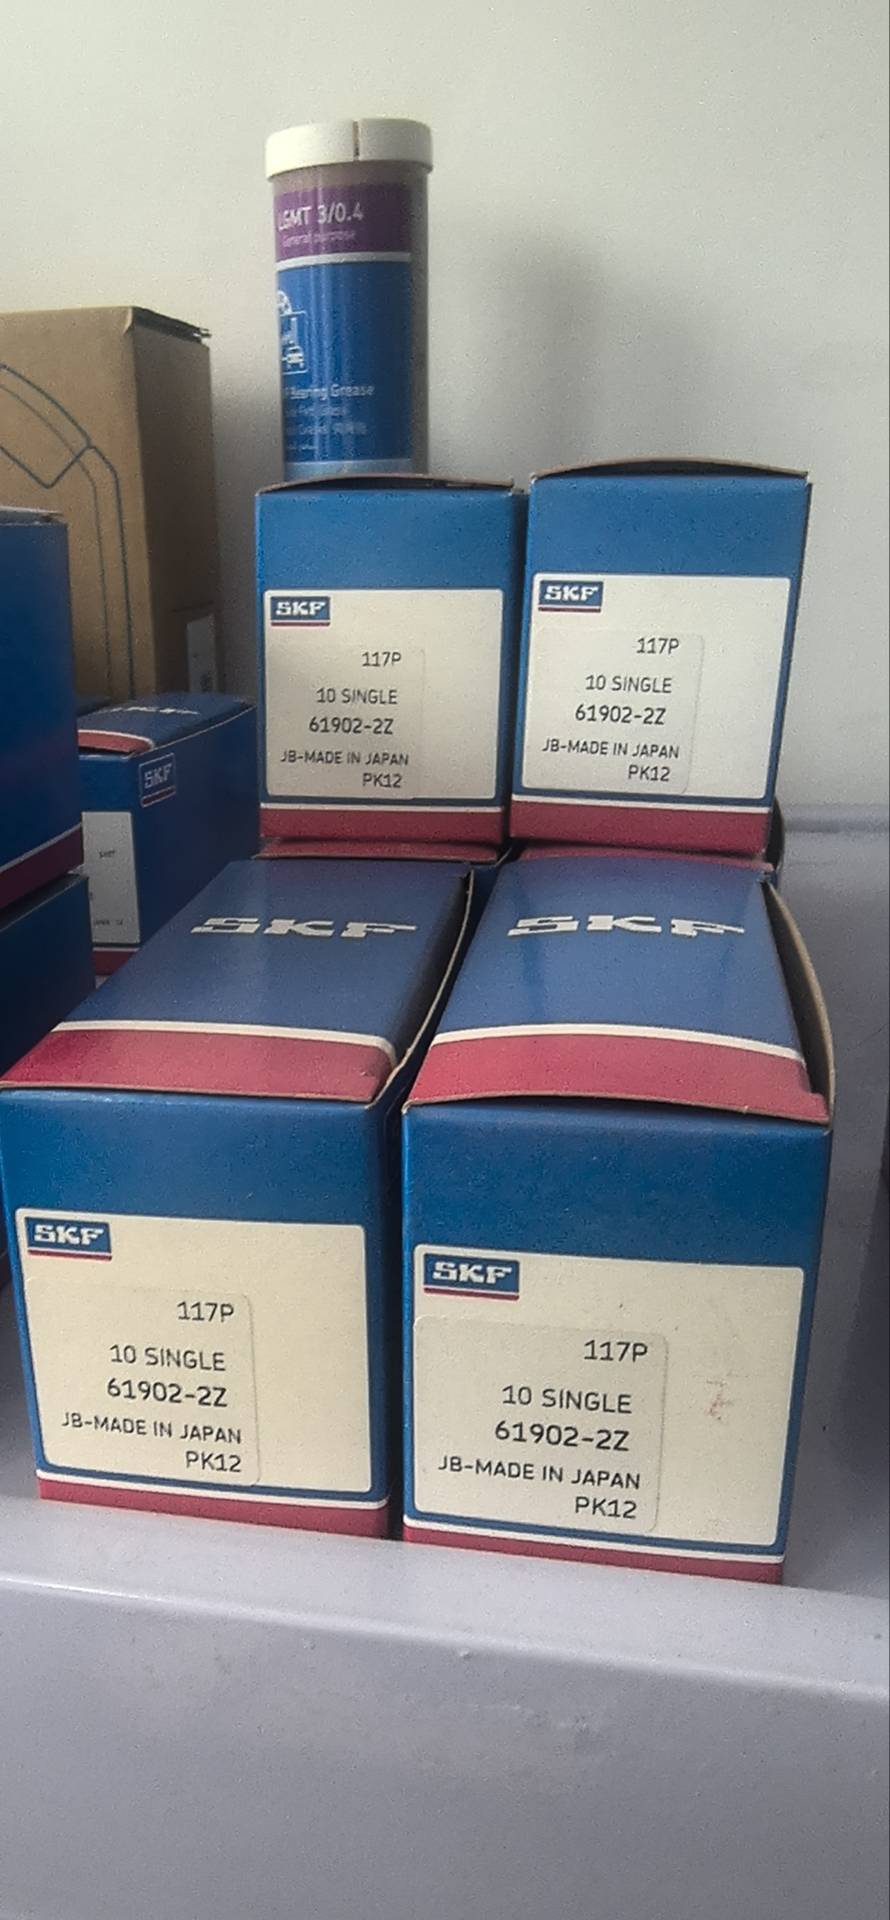 LGMT 3/0.4
General purpose
Bearing Grease
SKF
117P
10 SINGLE
61902-2Z
JB-MADE IN JAPAN
PK12
SKF
117P
10 SINGLE
61902-2Z
JB-MADE IN JAPAN
PK12
SKF
SKF
SKF
SKF
SKF
117P
10 SINGLE
61902-2Z
JB-MADE IN JAPAN
PK12
SKF
117P
10 SINGLE
61902-2Z
JB-MADE IN JAPAN
PK12